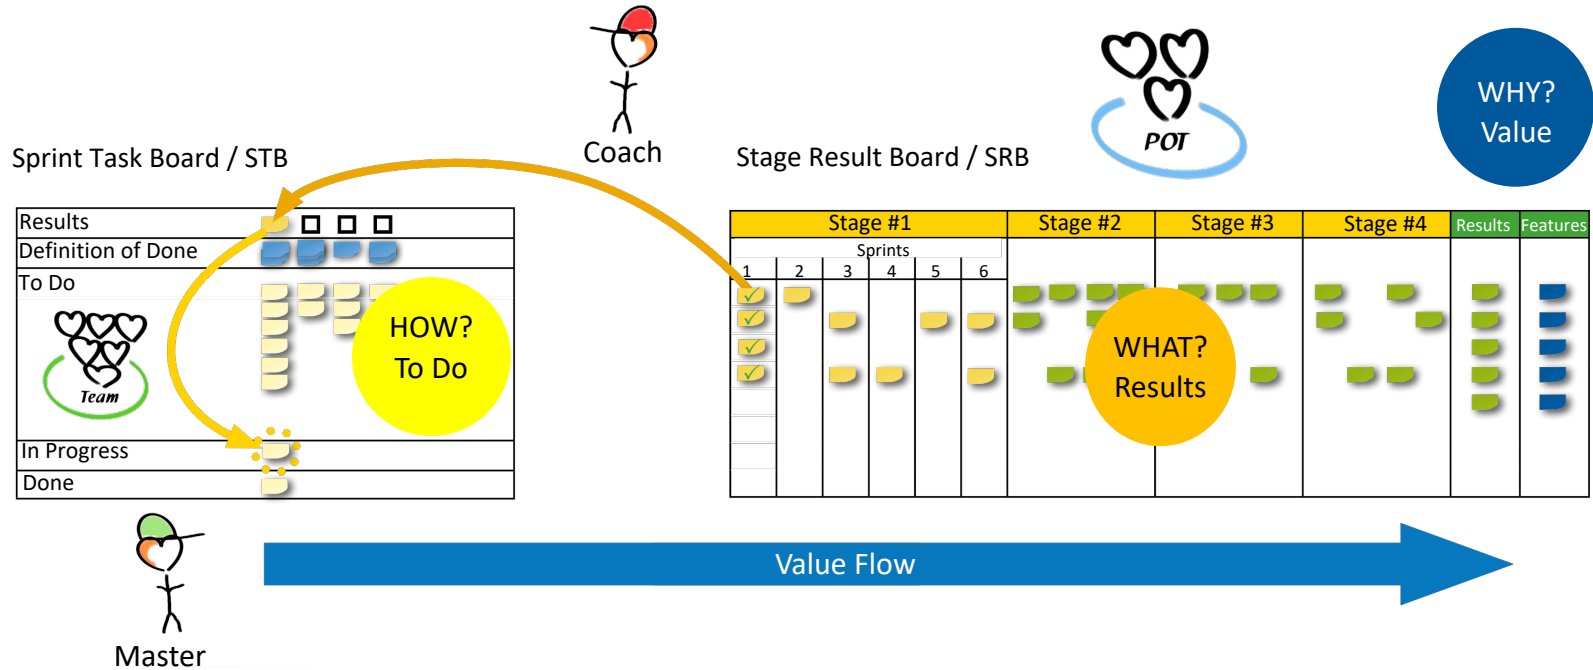 Coach
POT
WHY?
Value
Sprint Task Board / STB
Stage Result Board / SRB
Results
Definition of Done
To Do
Team
HOW?
To Do
In Progress
Done
Stage #1
Stage #2
Stage #3
Stage #4
Results
Features
Sprints
1
2
3
4
5
6
WHAT?
Results
Value Flow
Master